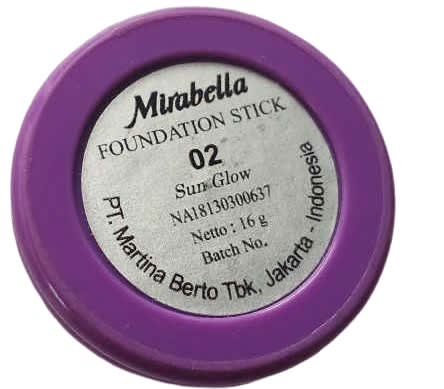 Mirabella
FOUNDATION STICK
02
Sun Glow
NA18130300637
Netto : 16 g
Batch No.
PT. Martina Berto Tbk, Jakarta - Indonesia